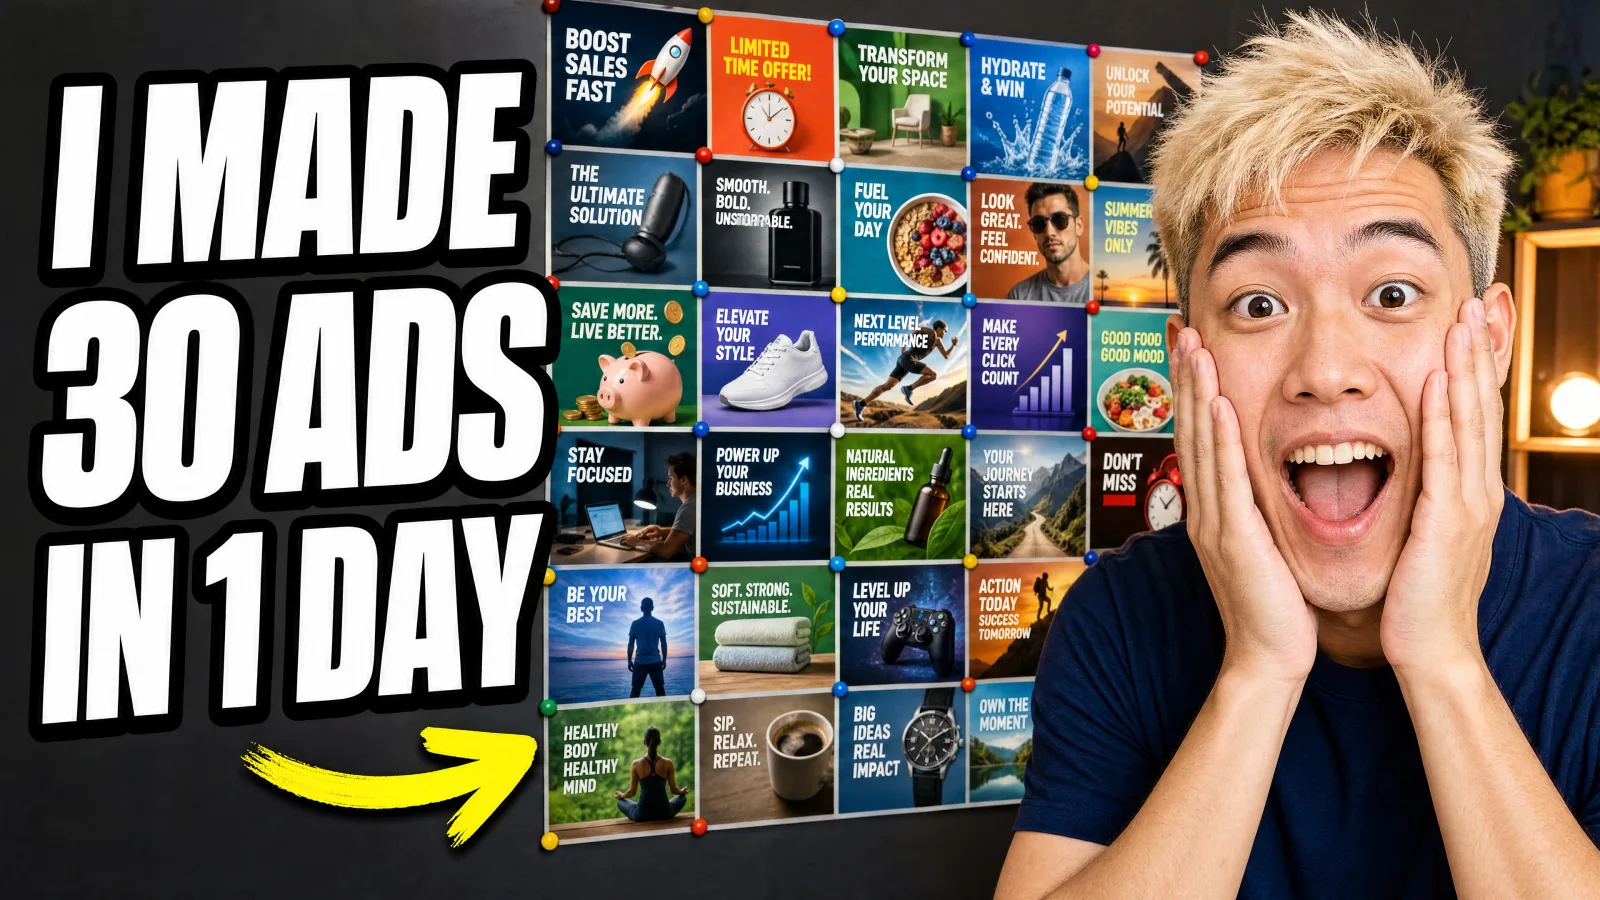 I MADE
30 ADS
IN 1 DAY
BOOST
SALES
FAST
LIMITED
TIME OFFER!
TRANSFORM
YOUR SPACE
HYDRATE
& WIN
UNLOCK
YOUR
POTENTIAL
THE
ULTIMATE
SOLUTION
SMOOTH.
BOLD.
FUEL
YOUR
DAY
LOOK
GREAT.
FEEL
CONFIDENT.
SUMMER
VIBES
ONLY
SAVE MORE.
LIVE BETTER.
ELEVATE
YOUR
STYLE
NEXT LEVEL
PERFORMANCE
MAKE
EVERY
CLICK
COUNT
GOOD FOOD
GOOD MOOD
STAY
FOCUSED
POWER UP
YOUR
BUSINESS
NATURAL
INGREDIENTS
REAL
RESULTS
YOUR
JOURNEY
STARTS
HERE
DON'T
MISS
BE YOUR
BEST
SOFT. STRONG.
SUSTAINABLE.
LEVEL UP
YOUR
LIFE
ACTION
TODAY
SUCCESS
TOMORROW
HEALTHY
BODY
HEALTHY
MIND
SIP.
RELAX.
REPEAT.
BIG
IDEAS
REAL
IMPACT
OWN THE
MOMENT